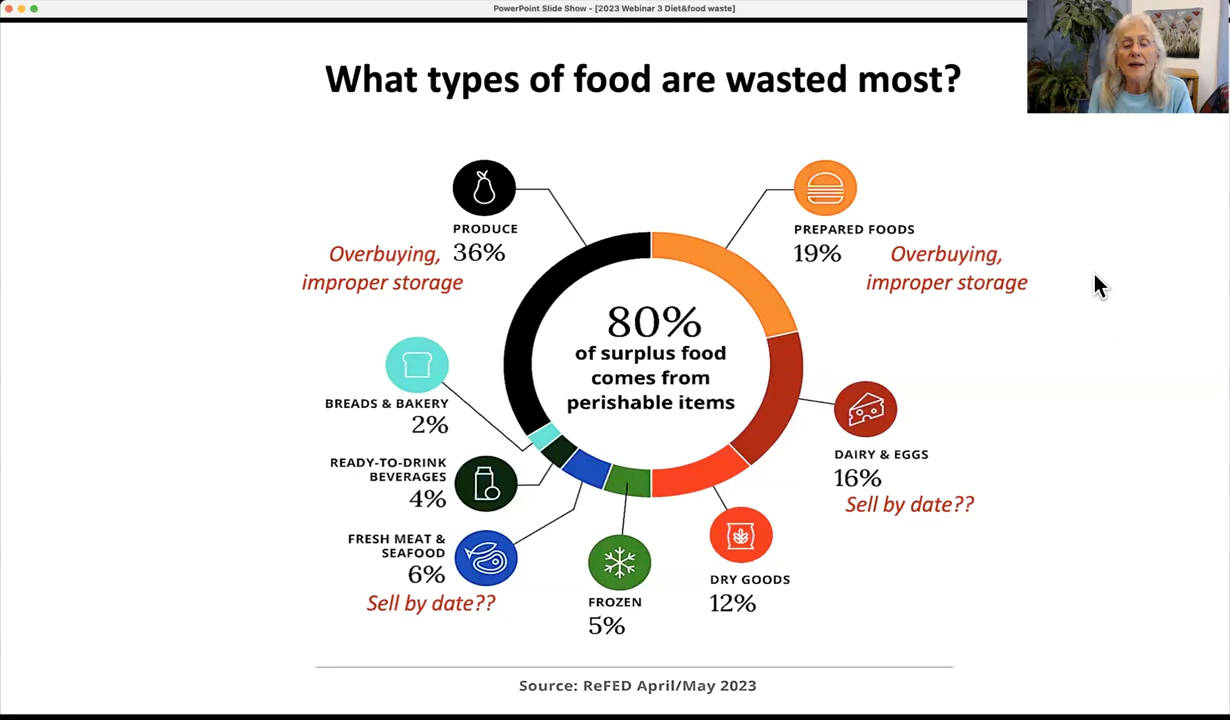 PowerPoint Slide Show - [2023 Webinar 3 Diet&food waste]
What types of food are wasted most?
PRODUCE
36%
Overbuying,
improper storage
PREPARED FOODS
19%
Overbuying,
improper storage
80%
of surplus food
comes from
perishable items
BREADS & BAKERY
2%
READY-TO-DRINK
BEVERAGES
4%
FRESH MEAT &
SEAFOOD
6%
Sell by date??
FROZEN
5%
DRY GOODS
12%
DAIRY & EGGS
16%
Sell by date??
Source: ReFED April/May 2023